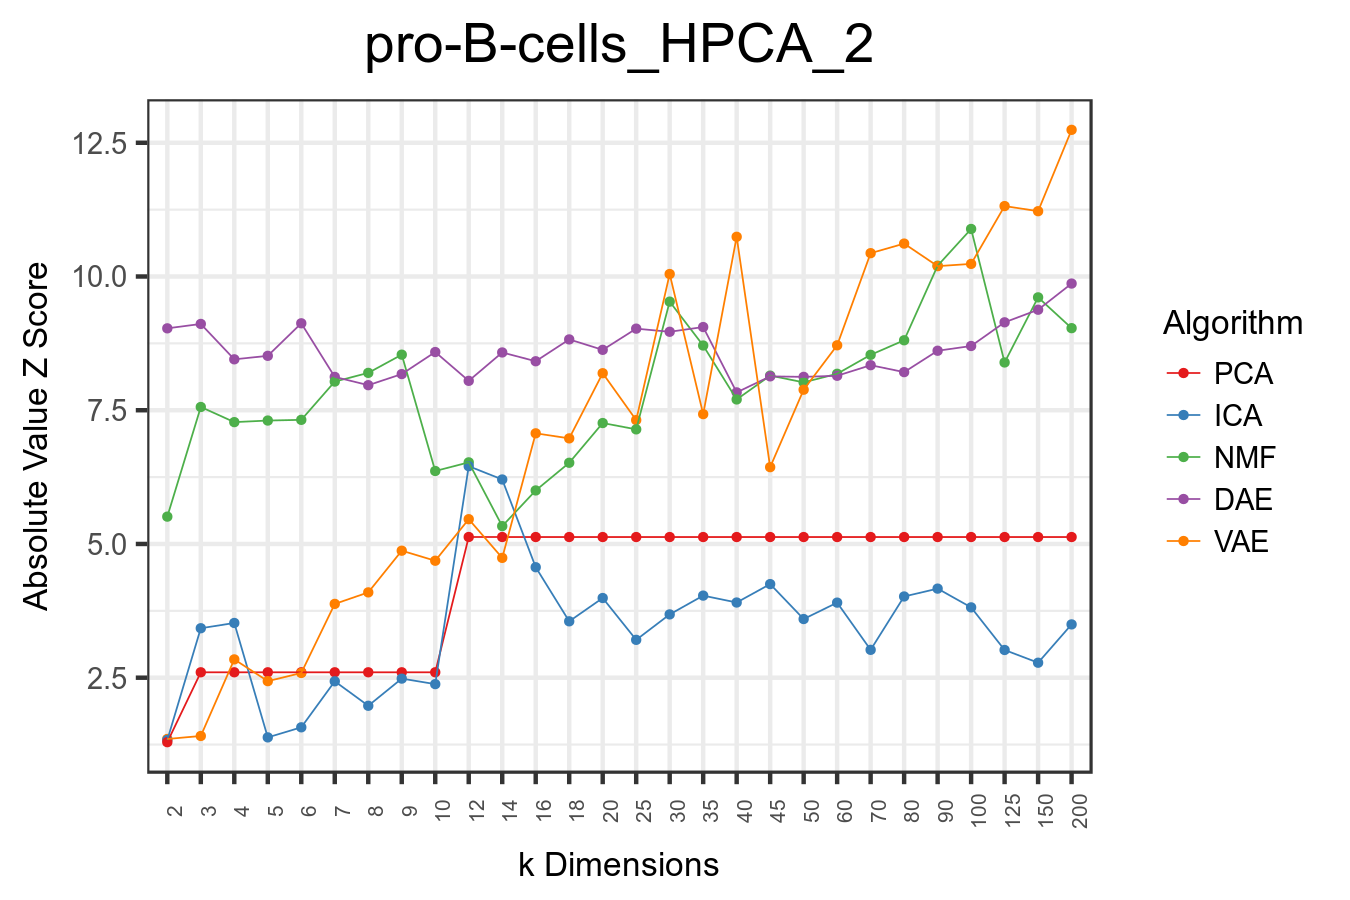 pro-B-cells_HPCA_2
Absolute Value Z Score
12.5
10.0
7.5
5.0
2.5
2 3 4 5 6 7 8 9 10 12 14 16 18 20 25 30 35 40 45 50 60 70 80 90 100 125 150 200
k Dimensions
Algorithm
PCA
ICA
NMF
DAE
VAE